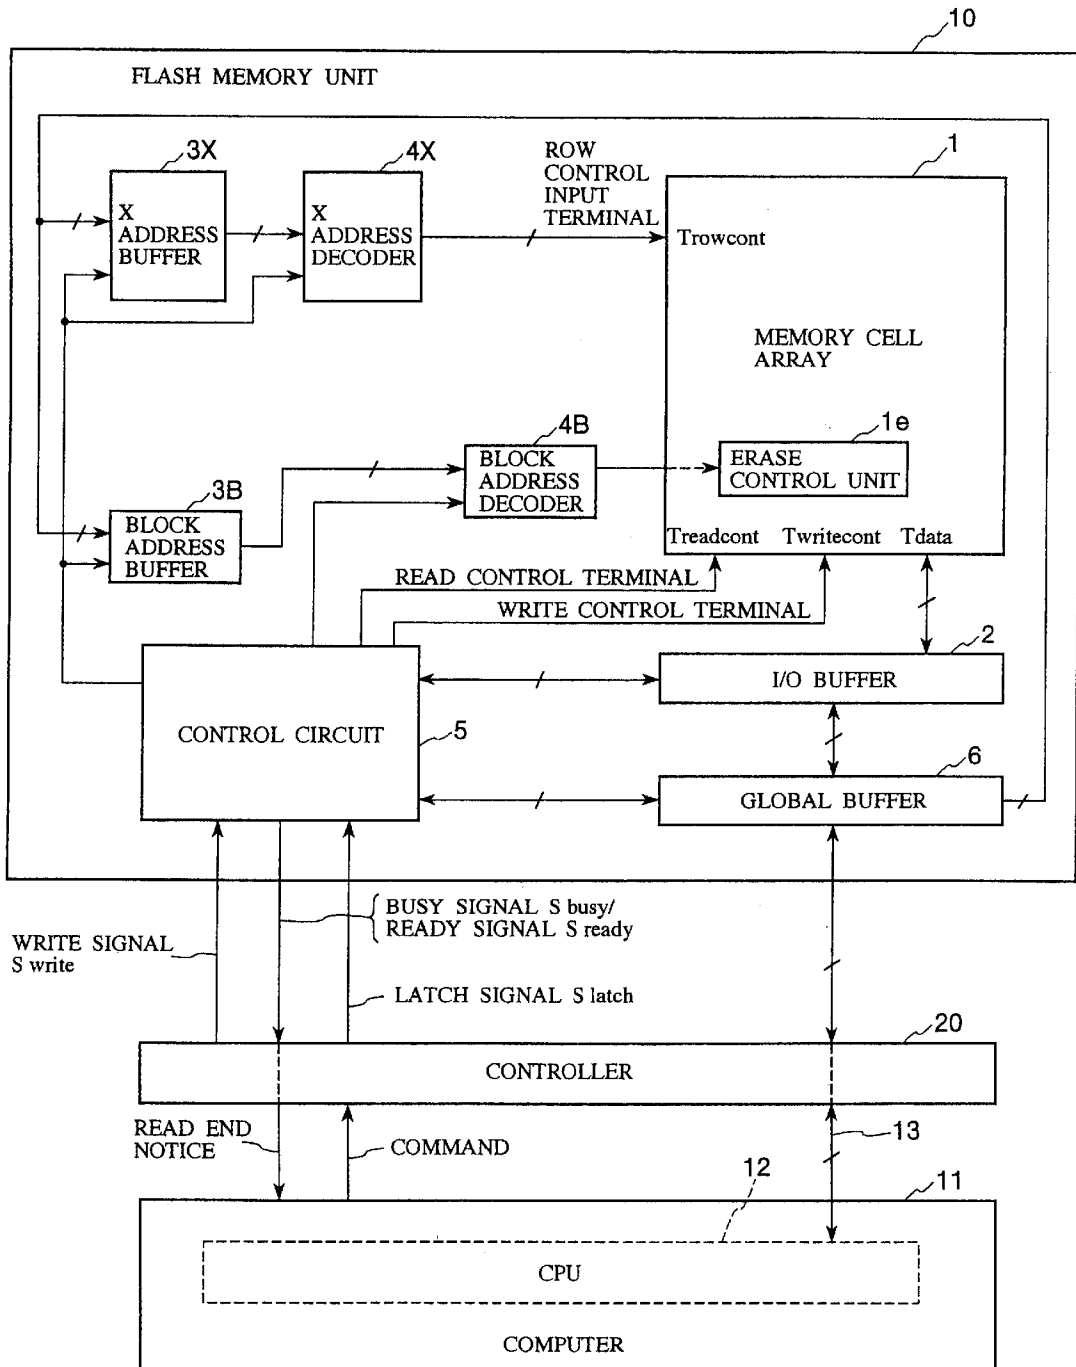 10
FLASH MEMORY UNIT
3X
4X
ROW
CONTROL
INPUT
TERMINAL
1
X
ADDRESS
BUFFER
X
ADDRESS
DECODER
Trowcont
MEMORY CELL
ARRAY
4B
1e
BLOCK
ADDRESS
DECODER
ERASE
CONTROL UNIT
3B
BLOCK
ADDRESS
BUFFER
Treadcont
Twritecont
Tdata
READ CONTROL TERMINAL
WRITE CONTROL TERMINAL
2
I/O BUFFER
CONTROL CIRCUIT
5
6
GLOBAL BUFFER
BUSY SIGNAL S busy/
READY SIGNAL S ready
WRITE SIGNAL
S write
LATCH SIGNAL S latch
20
CONTROLLER
READ END
NOTICE
COMMAND
13
12
11
CPU
COMPUTER